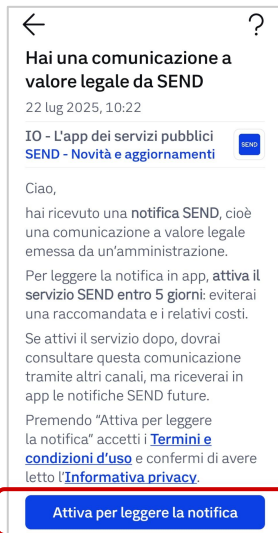 Hai una comunicazione a
valore legale da SEND
22 lug 2025, 10:22
IO - L'app dei servizi pubblici
SEND - Novità e aggiornamenti
SEND
Ciao,
hai ricevuto una notifica SEND, cioè
una comunicazione a valore legale
emessa da un'amministrazione.
Per leggere la notifica in app, attiva il
servizio SEND entro 5 giorni: eviterai
una raccomandata e i relativi costi.
Se attivi il servizio dopo, dovrai
consultare questa comunicazione
tramite altri canali, ma riceverai in
app le notifiche SEND future.
Premendo “Attiva per leggere
la notifica” accetti i Termini e
condizioni d'uso e confermi di avere
letto l'Informativa privacy.
Attiva per leggere la notifica